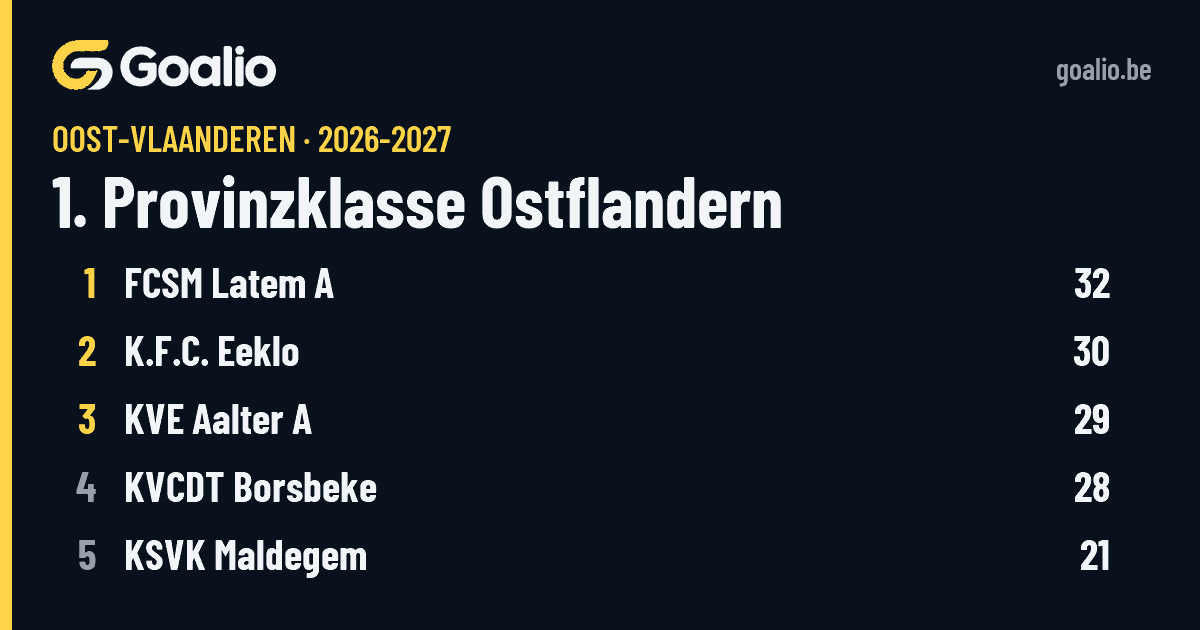 Goalio
goalio.be
OOST-VLAANDEREN · 2026-2027
1. Provinzklasse Ostflandern
1 FCSM Latem A 32
2 K.F.C. Eeklo 30
3 KVE Aalter A 29
4 KVCDT Borsbeke 28
5 KSVK Maldegem 21